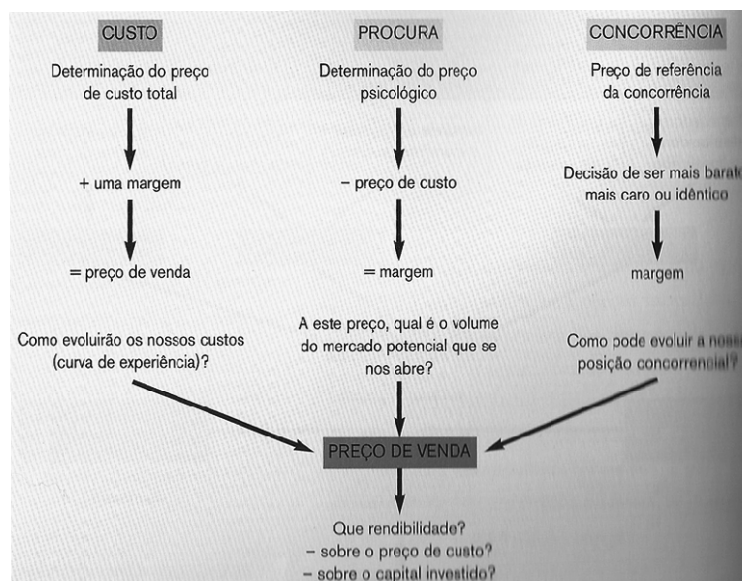 CUSTO
Determinação do preço
de custo total
+ uma margem
= preço de venda
Como evoluirão os nossos custos
(curva de experiência)?
PROCURA
Determinação do preço
psicológico
– preço de custo
= margem
A este preço, qual é o volume
do mercado potencial que se
nos abre?
CONCORRÊNCIA
Preço de referência
da concorrência
Decisão de ser mais barato
mais caro ou idêntico
margem
Como pode evoluir a nossa
posição concorrencial?
PREÇO DE VENDA
Que rendibilidade?
– sobre o preço de custo?
– sobre o capital investido?